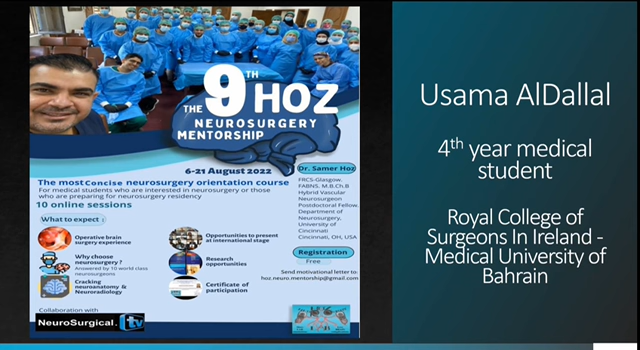 THE 9TH HOZ
NEUROSURGERY
MENTORSHIP
6-21 August 2022
The most Concise neurosurgery orientation course
For medical students who are interested in neurosurgery or those
who are preparing for neurosurgery residency
10 online sessions
What to expect :
Operative brain
surgery experience
Opportunities to present
at international stage
Why choose
neurosurgery ?
Answered by 10 world class
neurosurgeons
Research
opportunities
Cracking
neuroanatomy &
Neuroradiology
Certificate of
participation
Collaboration with
NeuroSurgical.tv
Dr. Samer Hoz
FRCS-Glasgow.
FABNS, M.B.Ch.B
Hybrid Vascular
Neurosurgeon
Postdoctoral Fellow,
Department of
Neurosurgery,
University of
Cincinnati
Cincinnati, OH, USA
Registration
Free
Send motivational letter to:
hoz.neuro.mentorship@gmail.com
Usama AlDallal
4th year medical
student
Royal College of
Surgeons In Ireland -
Medical University of
Bahrain